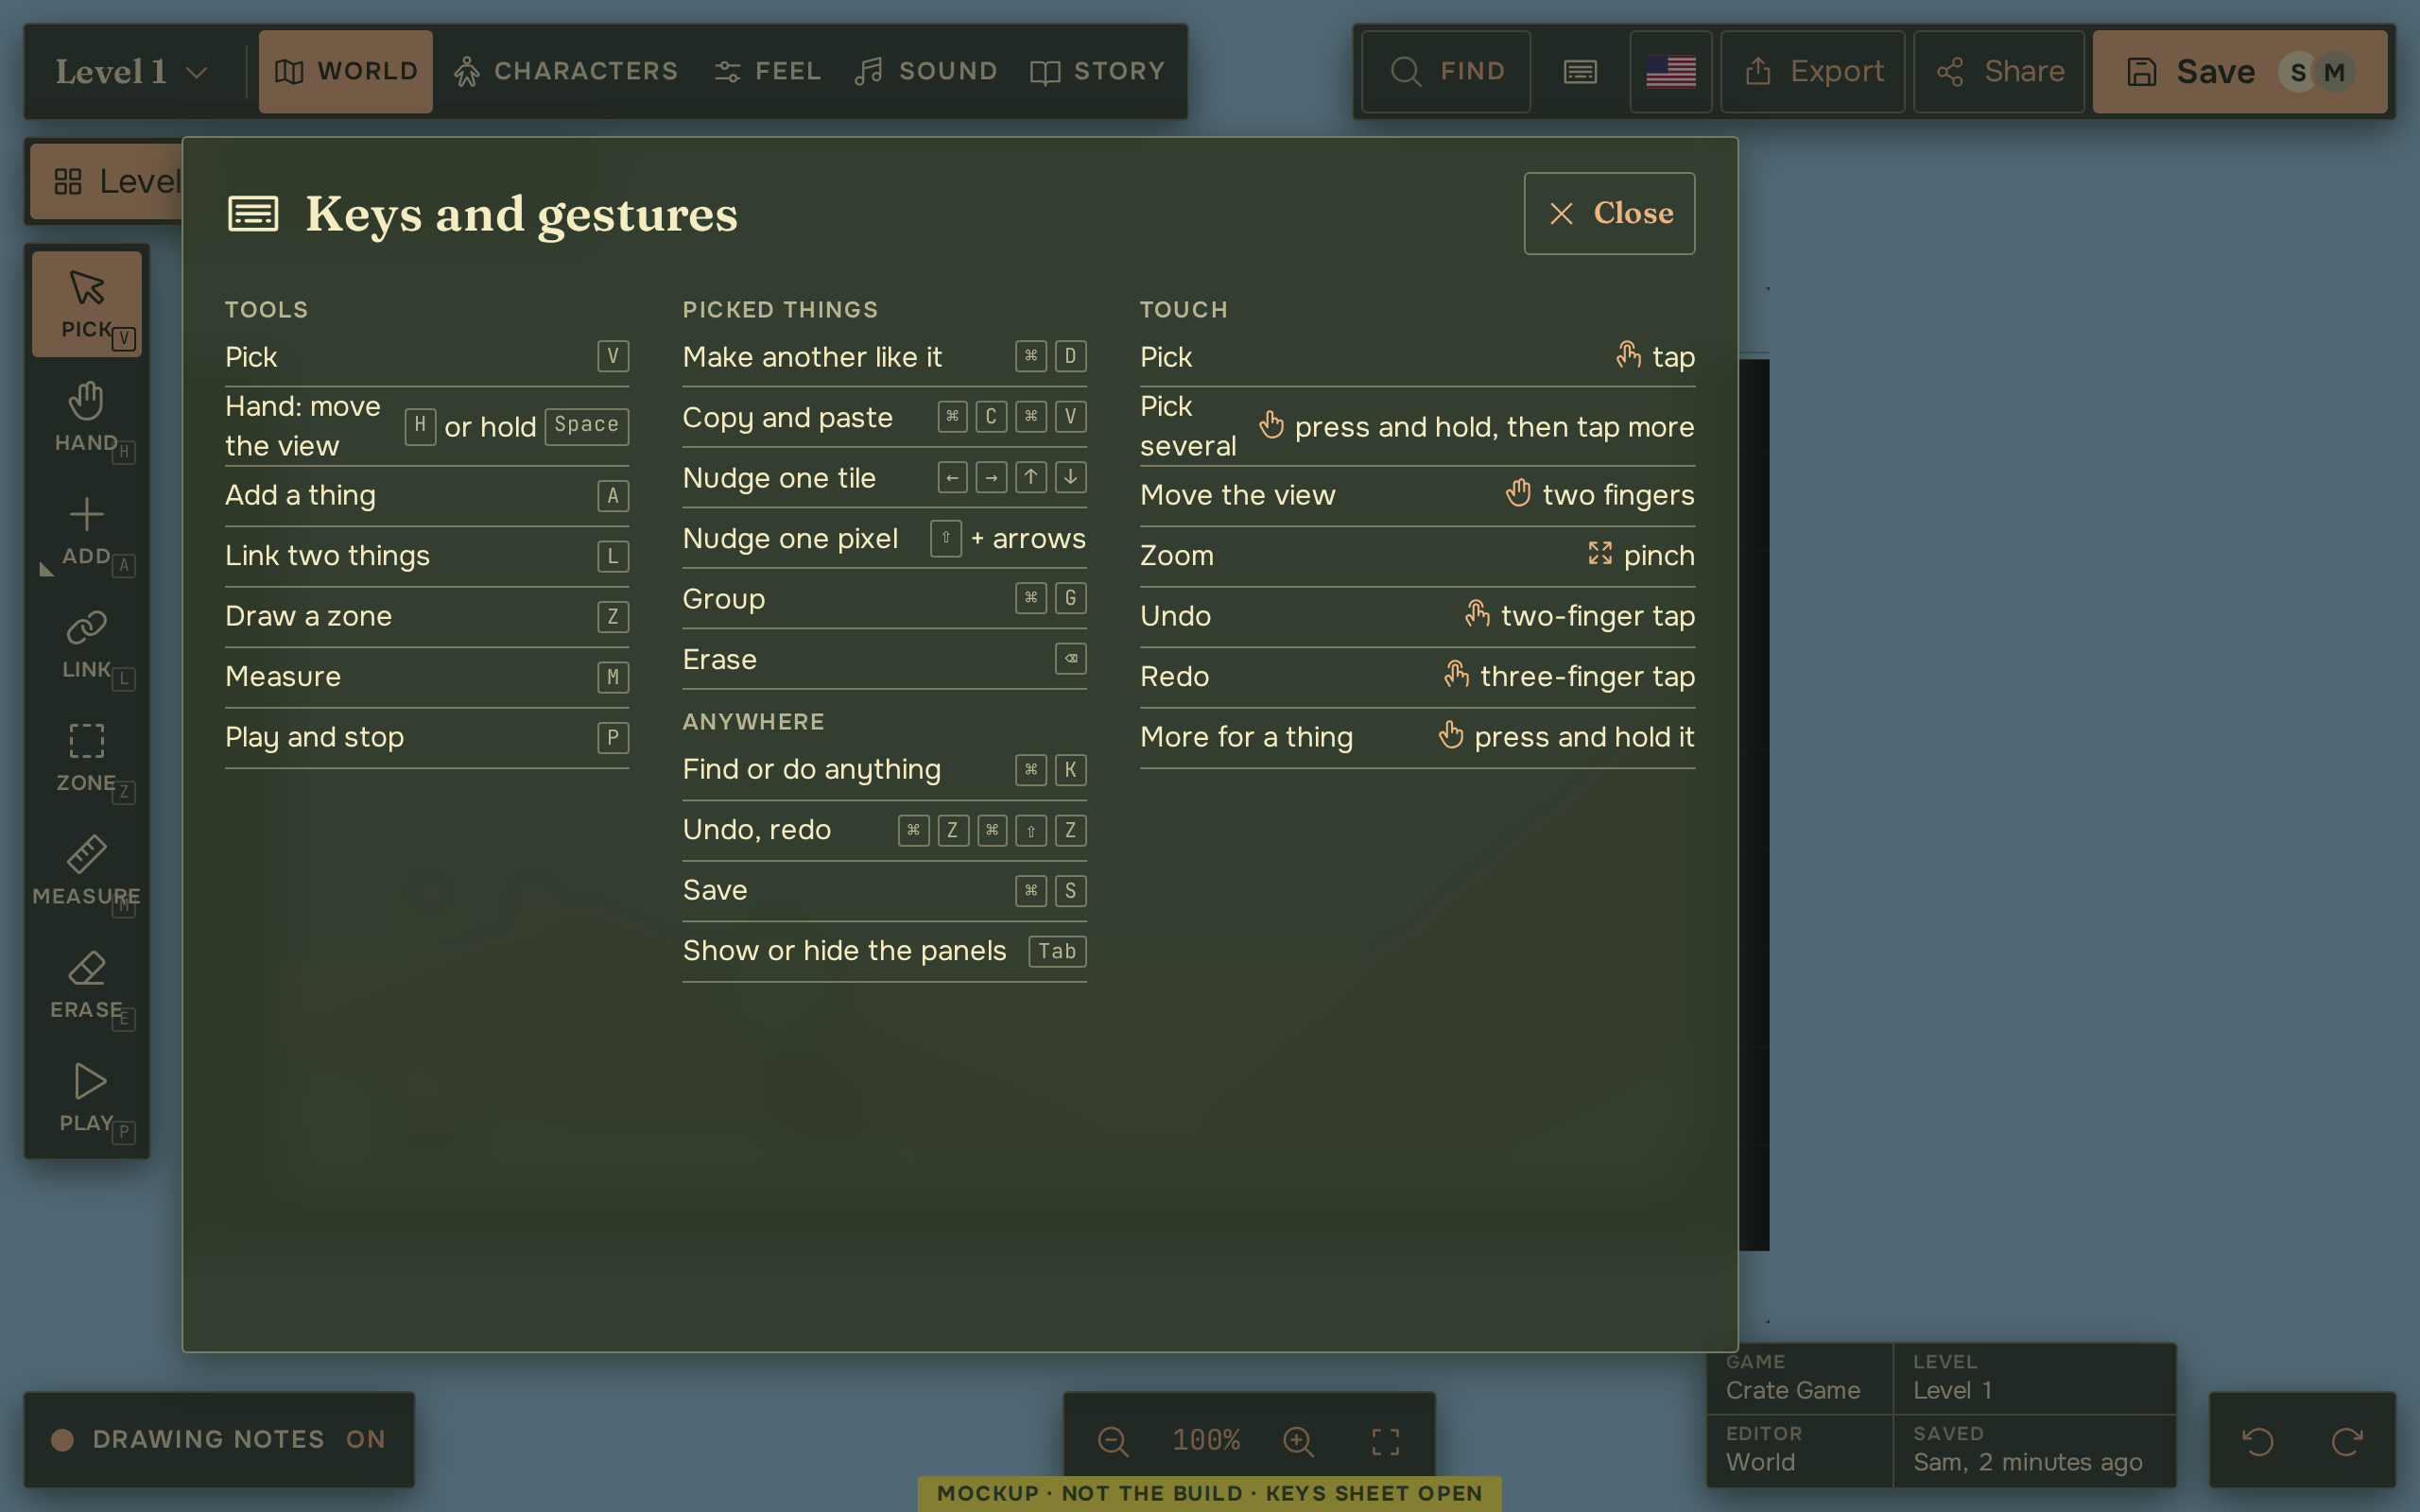 Level 1
WORLD
CHARACTERS
FEEL
SOUND
STORY
FIND
Export
Share
Save
S
M
Level
Keys and gestures
Close
PICK
V
HAND
H
ADD
A
LINK
L
ZONE
Z
MEASURE
M
ERASE
E
PLAY
P
TOOLS
Pick V
Hand: move
the view
H or hold Space
Add a thing A
Link two things L
Draw a zone Z
Measure M
Play and stop P
PICKED THINGS
Make another like it ⌘ D
Copy and paste ⌘ C ⌘ V
Nudge one tile ← → ↑ ↓
Nudge one pixel ⇧ + arrows
Group ⌘ G
Erase ⌫
ANYWHERE
Find or do anything ⌘ K
Undo, redo ⌘ Z ⌘ ⇧ Z
Save ⌘ S
Show or hide the panels Tab
TOUCH
Pick tap
Pick
several
press and hold, then tap more
Move the view two fingers
Zoom pinch
Undo two-finger tap
Redo three-finger tap
More for a thing press and hold it
DRAWING NOTES ON
100%
GAME
Crate Game
LEVEL
Level 1
EDITOR
World
SAVED
Sam, 2 minutes ago
MOCKUP · NOT THE BUILD · KEYS SHEET OPEN